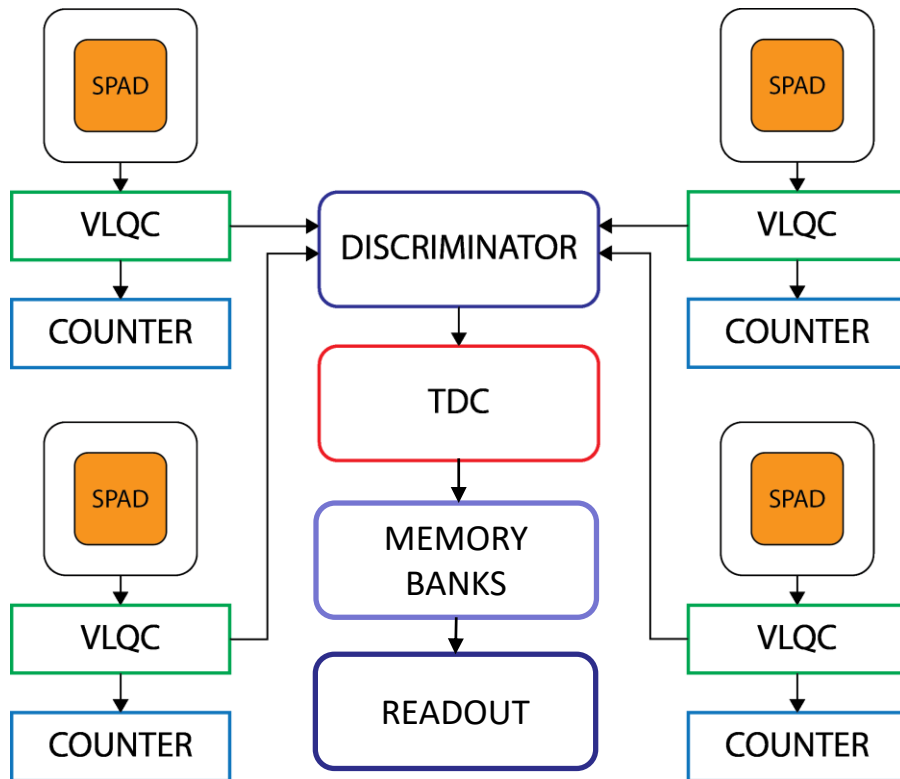 SPAD
SPAD
VLQC
VLQC
DISCRIMINATOR
COUNTER
COUNTER
TDC
SPAD
SPAD
MEMORY
BANKS
VLQC
VLQC
READOUT
COUNTER
COUNTER